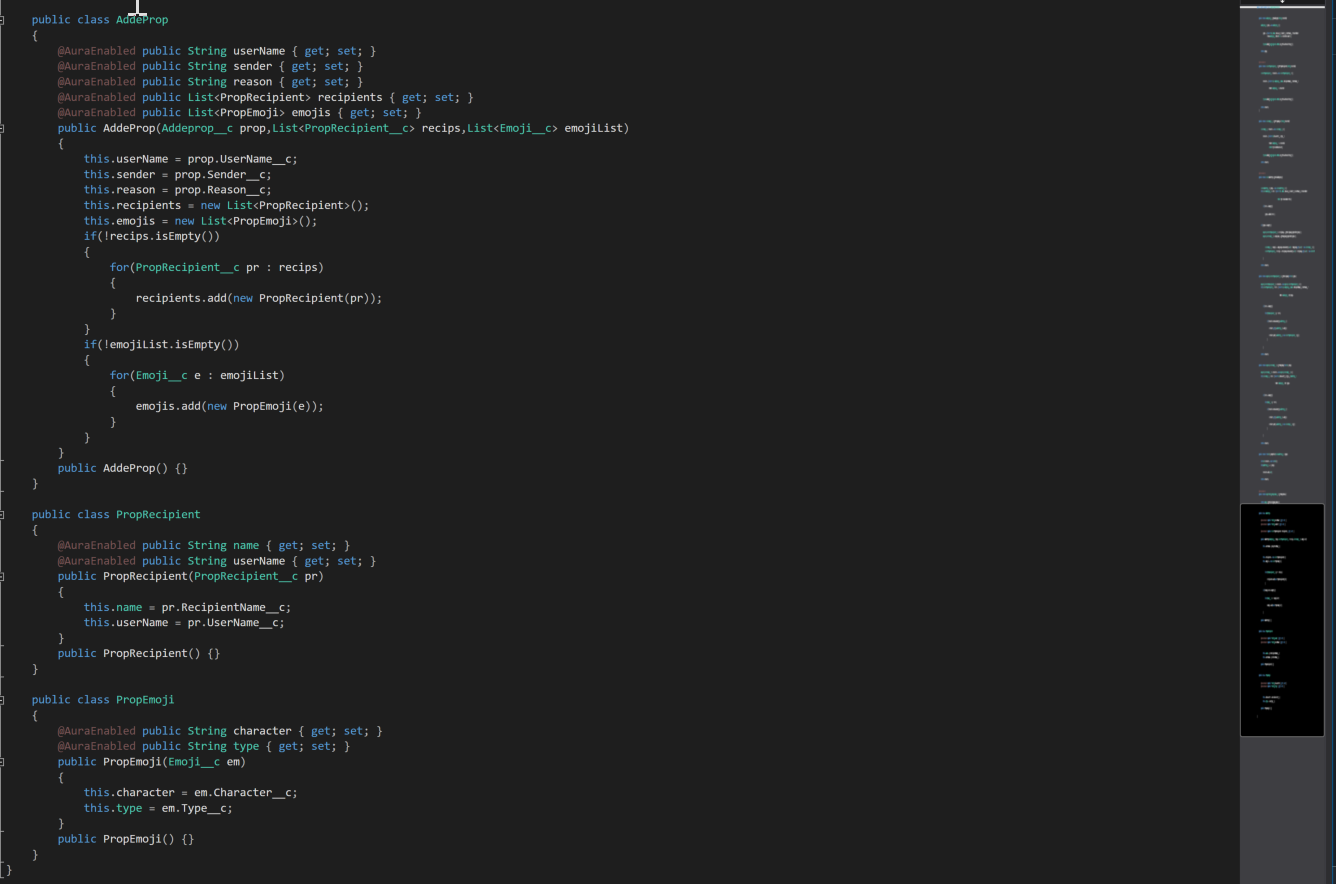 public class AddeProp
{
@AuraEnabled public String userName { get; set; }
@AuraEnabled public String sender { get; set; }
@AuraEnabled public String reason { get; set; }
@AuraEnabled public List<PropRecipient> recipients { get; set; }
@AuraEnabled public List<PropEmoji> emojis { get; set; }
public AddeProp(Addeprop__c prop,List<PropRecipient__c> recips,List<Emoji__c> emojiList)
{
this.userName = prop.UserName__c;
this.sender = prop.Sender__c;
this.reason = prop.Reason__c;
this.recipients = new List<PropRecipient>();
this.emojis = new List<PropEmoji>();
if(!recips.isEmpty())
{
for(PropRecipient__c pr : recips)
{
recipients.add(new PropRecipient(pr));
}
}
if(!emojiList.isEmpty())
{
for(Emoji__c e : emojiList)
{
emojis.add(new PropEmoji(e));
}
}
}
public AddeProp() {}
}
public class PropRecipient
{
@AuraEnabled public String name { get; set; }
@AuraEnabled public String userName { get; set; }
public PropRecipient(PropRecipient__c pr)
{
this.name = pr.RecipientName__c;
this.userName = pr.UserName__c;
}
public PropRecipient() {}
}
public class PropEmoji
{
@AuraEnabled public String character { get; set; }
@AuraEnabled public String type { get; set; }
public PropEmoji(Emoji__c em)
{
this.character = em.Character__c;
this.type = em.Type__c;
}
public PropEmoji() {}
}
}